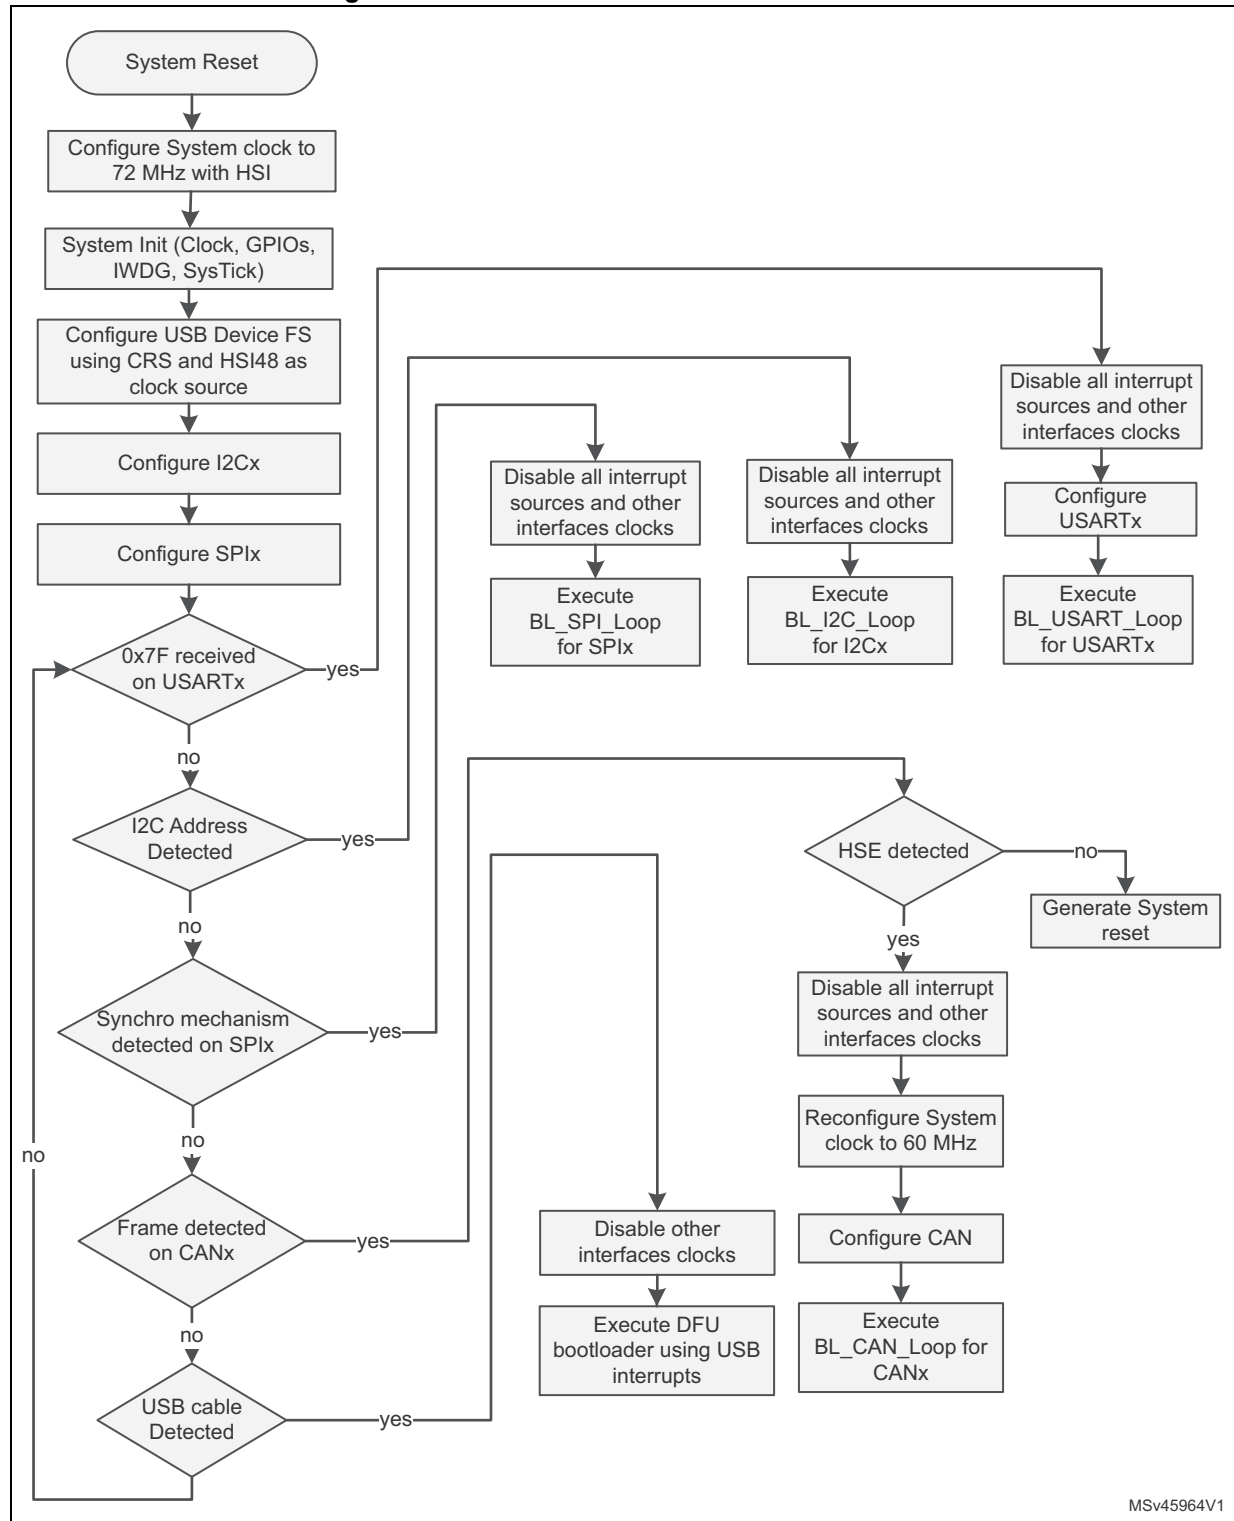 System Reset
Configure System clock to
72 MHz with HSI
System Init (Clock, GPIOs,
IWDG, SysTick)
Configure USB Device FS
using CRS and HSI48 as
clock source
Configure I2Cx
Configure SPIx
0x7F received
on USARTx
yes
no
I2C Address
Detected
yes
no
Synchro mechanism
detected on SPIx
yes
no
Frame detected
on CANx
yes
no
USB cable
Detected
yes
no
Disable all interrupt
sources and other
interfaces clocks
Execute
BL_SPI_Loop
for SPIx
Disable all interrupt
sources and other
interfaces clocks
Execute
BL_I2C_Loop
for I2Cx
Disable all interrupt
sources and other
interfaces clocks
Configure
USARTx
Execute
BL_USART_Loop
for USARTx
HSE detected
no
Generate System
reset
yes
Disable all interrupt
sources and other
interfaces clocks
Reconfigure System
clock to 60 MHz
Configure CAN
Execute
BL_CAN_Loop for
CANx
Disable other
interfaces clocks
Execute DFU
bootloader using USB
interrupts
MSv45964V1